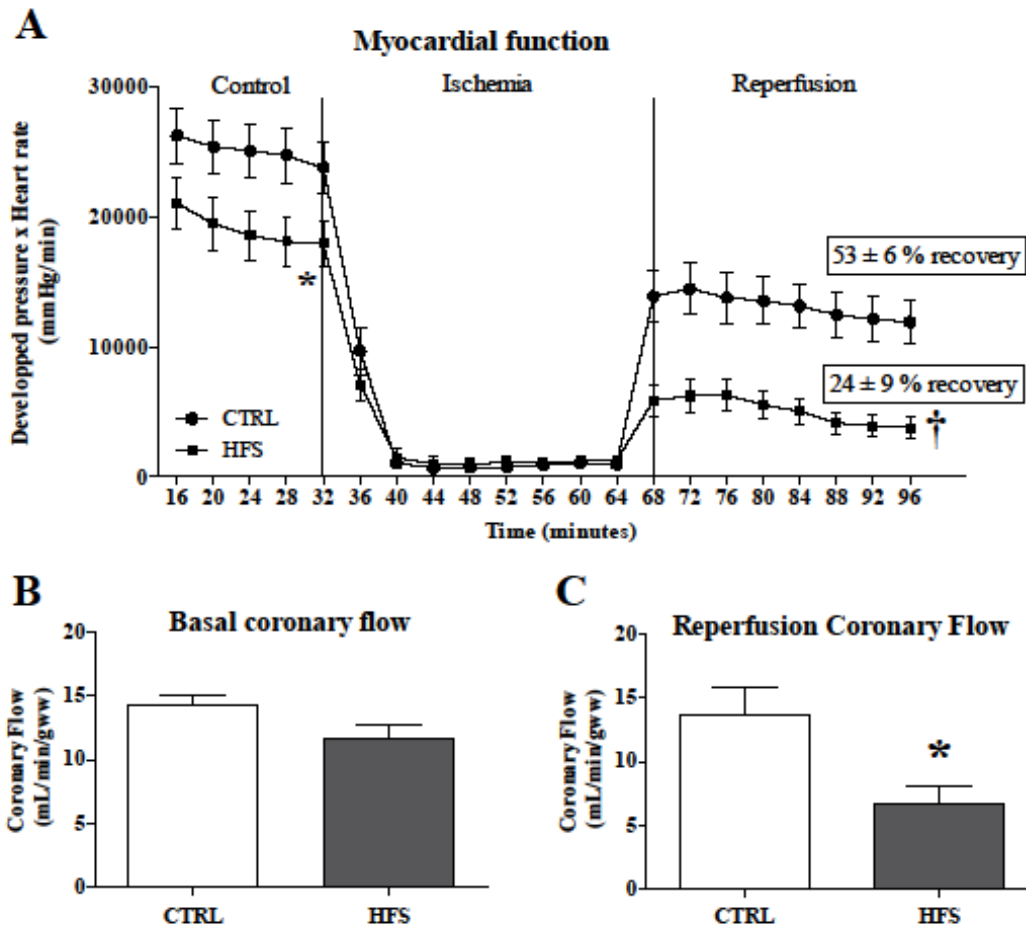 A
Myocardial function
Control Ischemia Reperfusion
Developped pressure x Heart rate
(mmHg/min)
30000
20000
10000
0
*
53 ± 6 % recovery
24 ± 9 % recovery
†
CTRL
HFS
16 20 24 28 32 36 40 44 48 52 56 60 64 68 72 76 80 84 88 92 96
Time (minutes)
B
Basal coronary flow
Coronary Flow
(mL/min/gww)
20
15
10
5
0
CTRL HFS
C
Reperfusion Coronary Flow
Coronary Flow
(mL/min/gww)
20
15
10
5
0
*
CTRL HFS